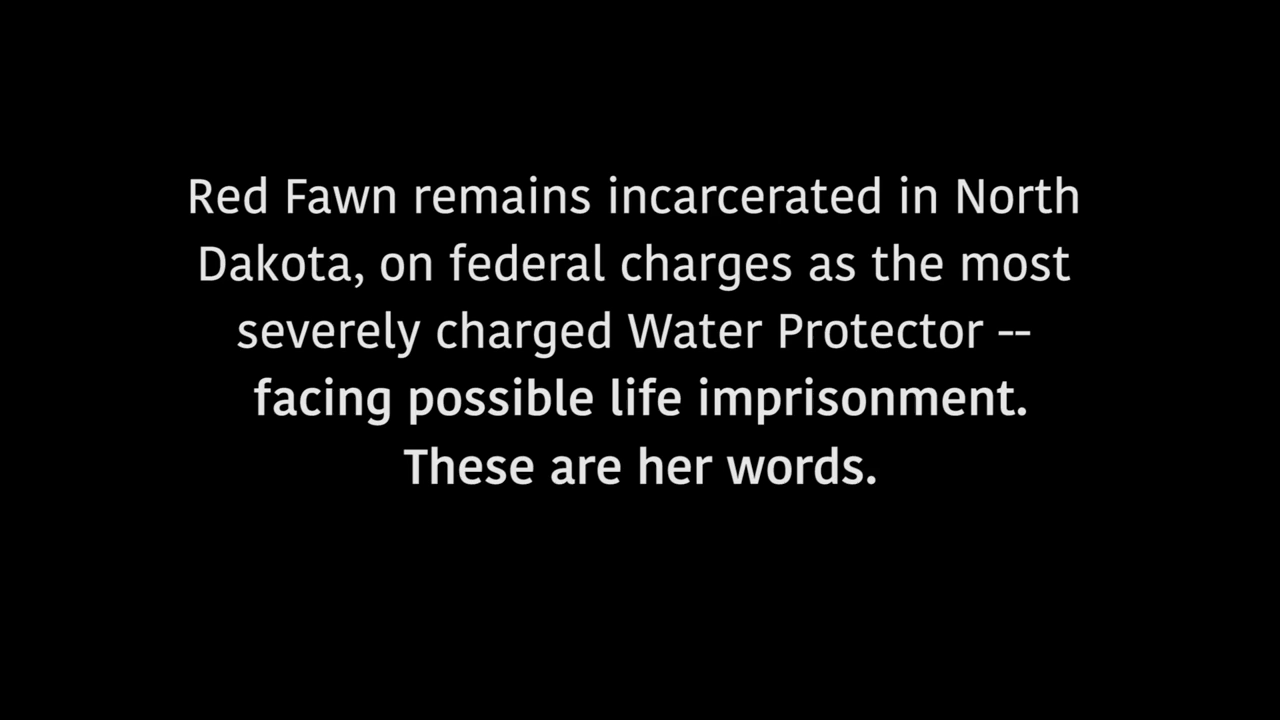 Red Fawn remains incarcerated in North
Dakota, on federal charges as the most
severely charged Water Protector --
facing possible life imprisonment.
These are her words.